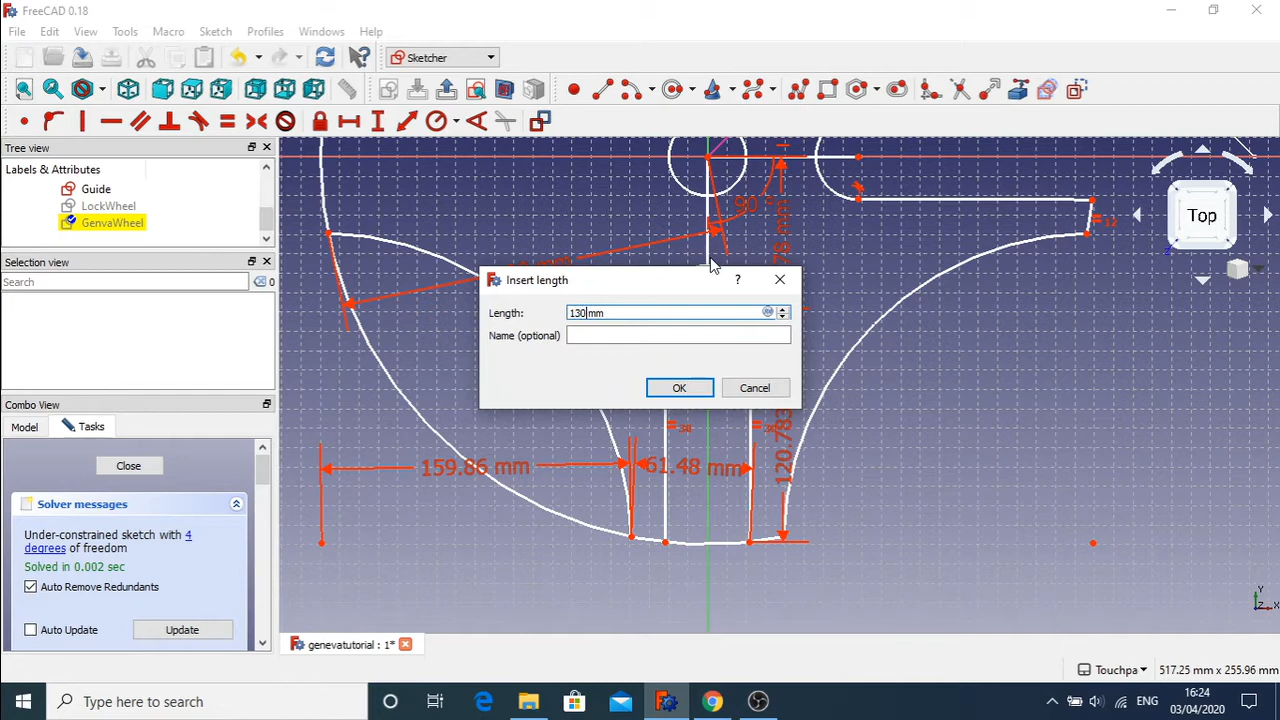 FreeCAD 0.18
File Edit View Tools Macro Sketch Profiles Windows Help
Sketcher
Tree view
Labels & Attributes
Guide
LockWheel
GenvaWheel
Selection view
Search
0
Combo View
Model
Tasks
Close
Solver messages
Under-constrained sketch with 4
degrees of freedom
Solved in 0.002 sec
Auto Remove Redundants
Auto Update
Update
90 °
12
Insert length
?
Length:
130 mm
Name (optional)
OK
Cancel
159.86 mm
61.48 mm
120.783
Top
Z
Y
Z
X
genevatutorial : 1*
Touchpa
517.25 mm x 255.96 mm
Type here to search
ENG
16:24
03/04/2020